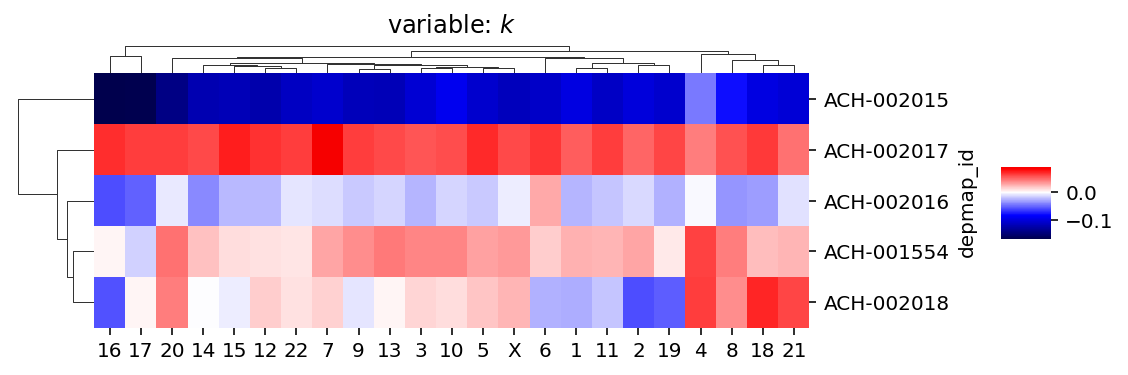 variable: k
ACH-002015
ACH-002017
ACH-002016
ACH-001554
ACH-002018
depmap_id
0.0
−0.1
16 17 20 14 15 12 22 7 9 13 3 10 5 X 6 1 11 2 19 4 8 18 21